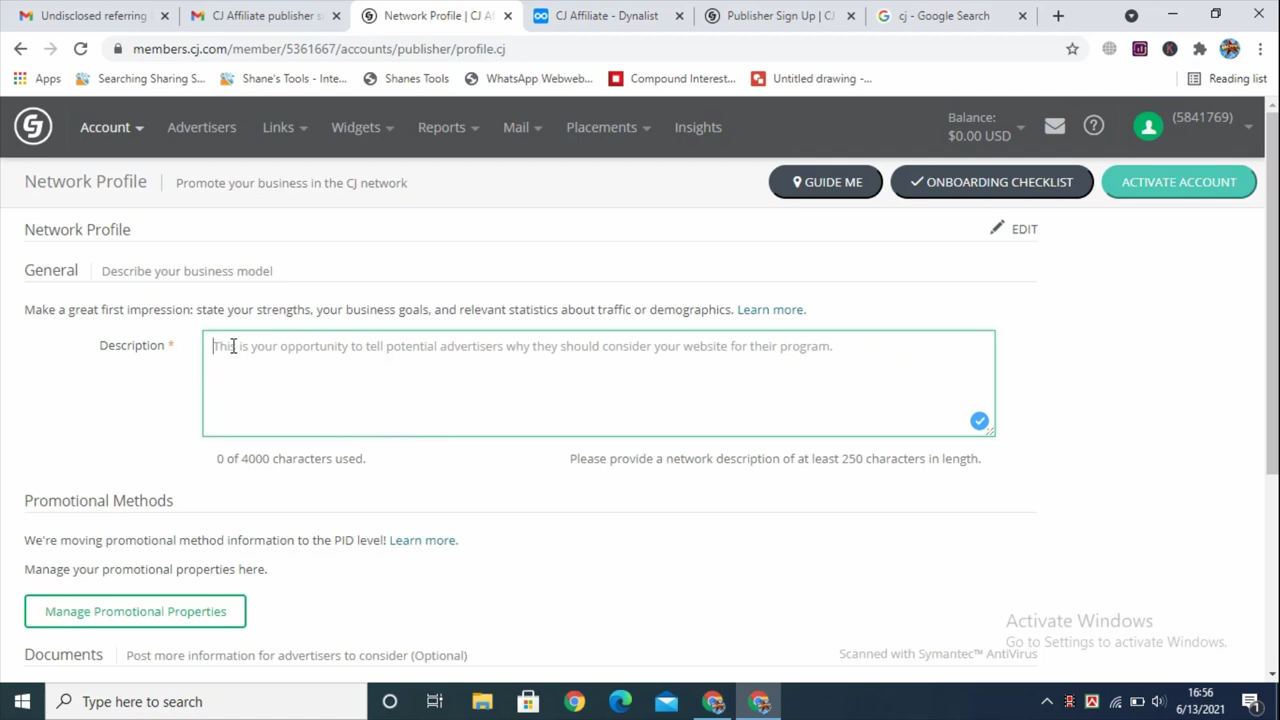 Undisclosed referring
CJ Affiliate publisher s
Network Profile | CJ Af
CJ Affiliate - Dynalist
Publisher Sign Up | CJ
cj - Google Search
members.cj.com/member/5361667/accounts/publisher/profile.cj
Apps
Searching Sharing S...
Shane's Tools - Inte...
Shanes Tools
WhatsApp Webweb...
Compound Interest...
Untitled drawing -...
Reading list
Account
Advertisers
Links
Widgets
Reports
Mail
Placements
Insights
Balance:
$0.00 USD
(5841769)
Network Profile
Promote your business in the CJ network
GUIDE ME
ONBOARDING CHECKLIST
ACTIVATE ACCOUNT
Network Profile
EDIT
General
Describe your business model
Make a great first impression: state your strengths, your business goals, and relevant statistics about traffic or demographics. Learn more.
Description *
This is your opportunity to tell potential advertisers why they should consider your website for their program.
0 of 4000 characters used.
Please provide a network description of at least 250 characters in length.
Promotional Methods
We're moving promotional method information to the PID level! Learn more.
Manage your promotional properties here.
Manage Promotional Properties
Activate Windows
Go to Settings to activate Windows.
Documents
Post more information for advertisers to consider (Optional)
Scanned with Symantec™ AntiVirus
Type here to search
16:56
6/13/2021
1